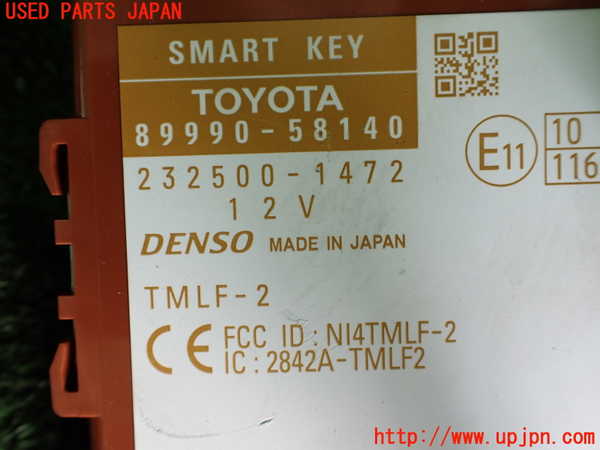 USED PARTS JAPAN
SMART KEY
TOYOTA
89990-58140
232500-1472
12V
DENSO MADE IN JAPAN
TMLF-2
CE FCC ID : NI4TMLF-2
IC : 2842A-TMLF2
E11
10
116
UPJ
http://www.upjpn.com